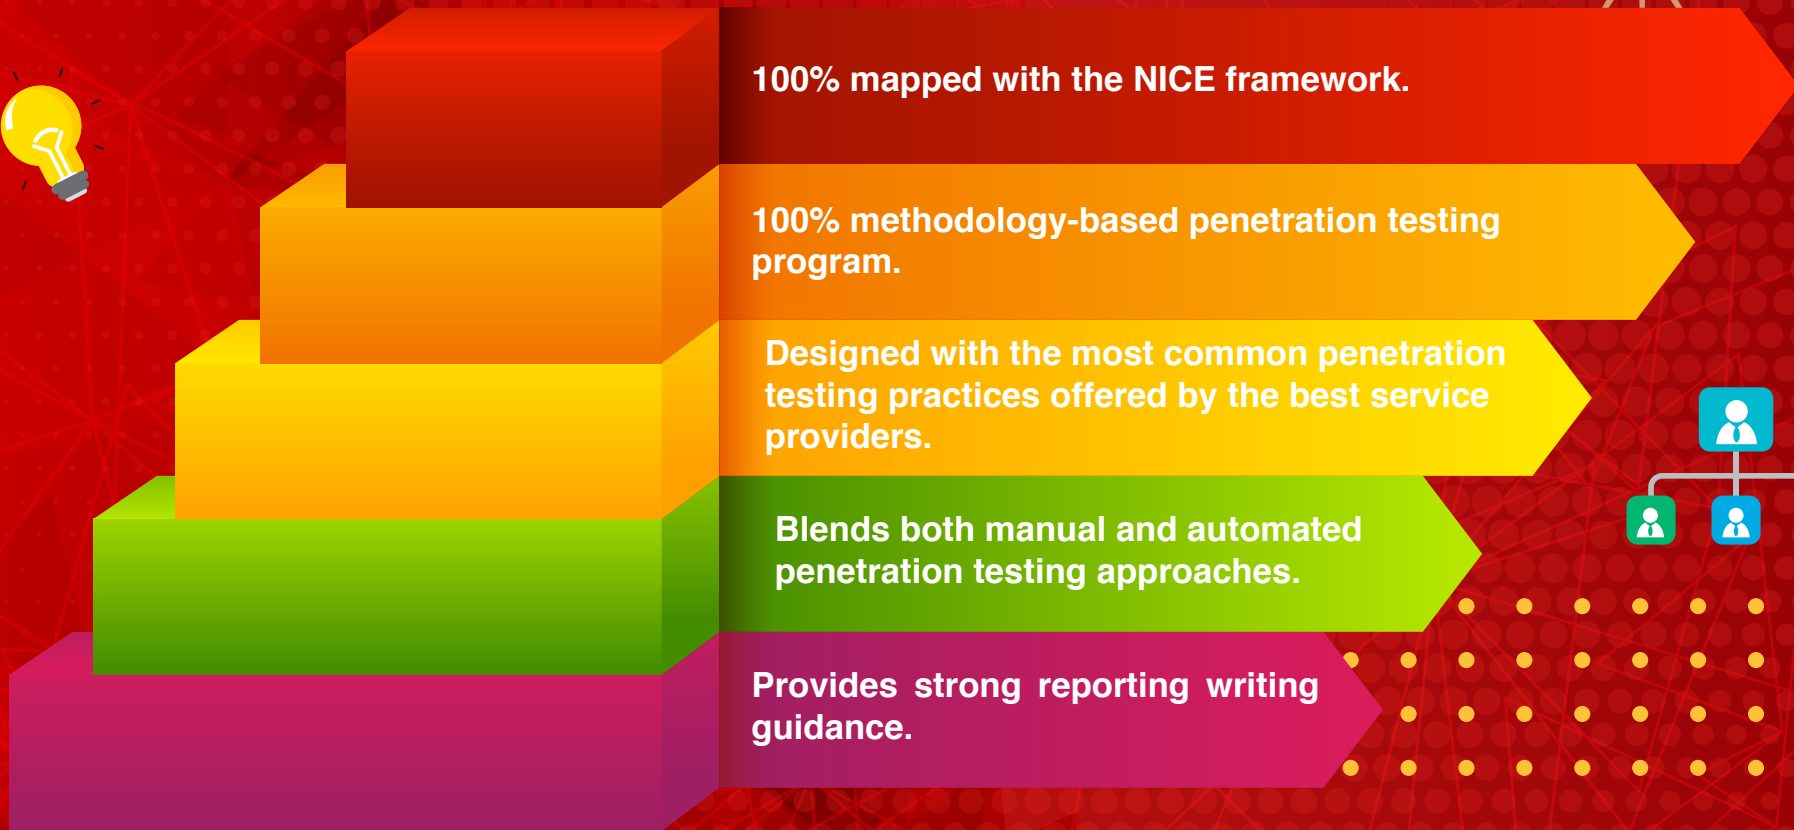 100% mapped with the NICE framework.
100% methodology-based penetration testing
program.
Designed with the most common penetration
testing practices offered by the best service
providers.
Blends both manual and automated
penetration testing approaches.
Provides strong reporting writing
guidance.